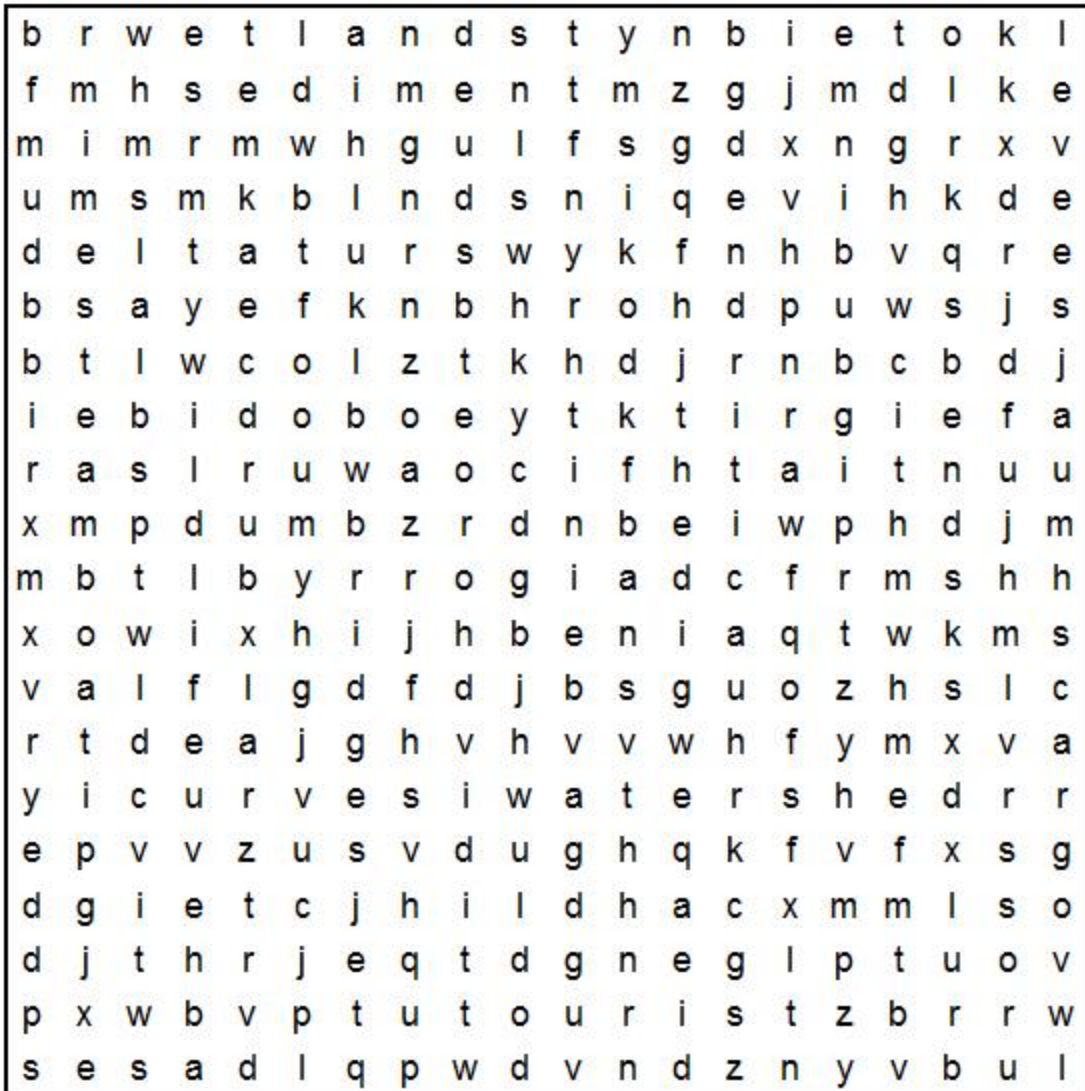 b r w e t l a n d s t y n b i e t o k l
f m h s e d i m e n t m z g j m d l k e
m i m r m w h g u l f s g d x n g r x v
u m s m k b l n d s n i q e v i h k d e
d e l t a t u r s w y k f n h b v q r e
b s a y e f k n b h r o h d p u w s j s
b t l w c o l z t k h d j r n b c b d j
i e b i d o b o e y t k t i r g i e f a
r a s l r u w a o c i f h t a i t n u u
x m p d u m b z r d n b e i w p h d j m
m b t l b y r r o g i a d c f r m s h h
x o w i x h i j h b e n i a q t w k m s
v a l f l g d f d j b s g u o z h s l c
r t d e a j g h v h v v w h f y m x v a
y i c u r v e s i w a t e r s h e d r r
e p v v z u s v d u g h q k f v f x s g
d g i e t c j h i l d h a c x m m l s o
d j t h r j e q t d g n e g l p t u o v
p x w b v p t u t o u r i s t z b r r w
s e s a d l q p w d v n d z n y v b u l